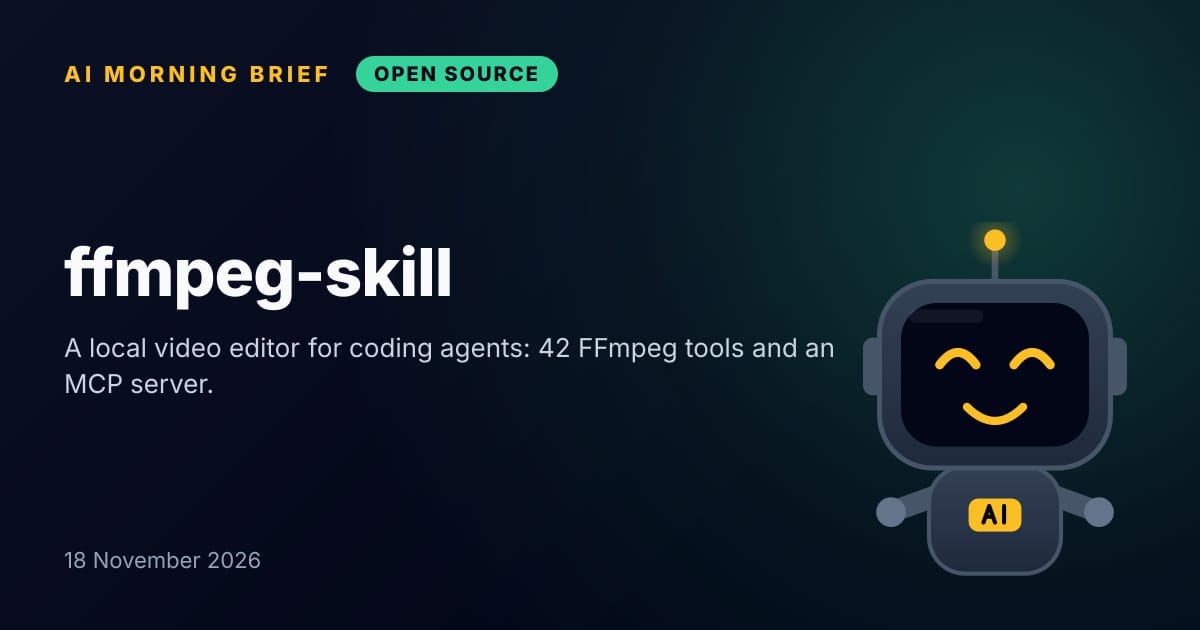 AI MORNING BRIEF
OPEN SOURCE
ffmpeg-skill
A local video editor for coding agents: 42 FFmpeg tools and an
MCP server.
AI
18 November 2026